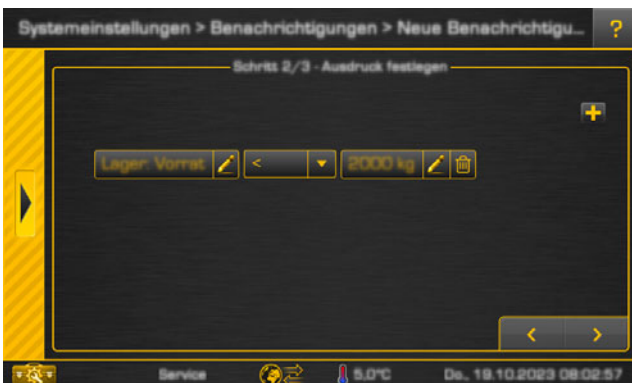 Systemeinstellungen > Benachrichtigungen > Neue Benachrichtigu... ?
Schritt 2/3 - Ausdruck festlegen
+
Lager: Vorrat < 2000 kg
< >
Service 5,0°C Do., 19.10.2023 08:02:57